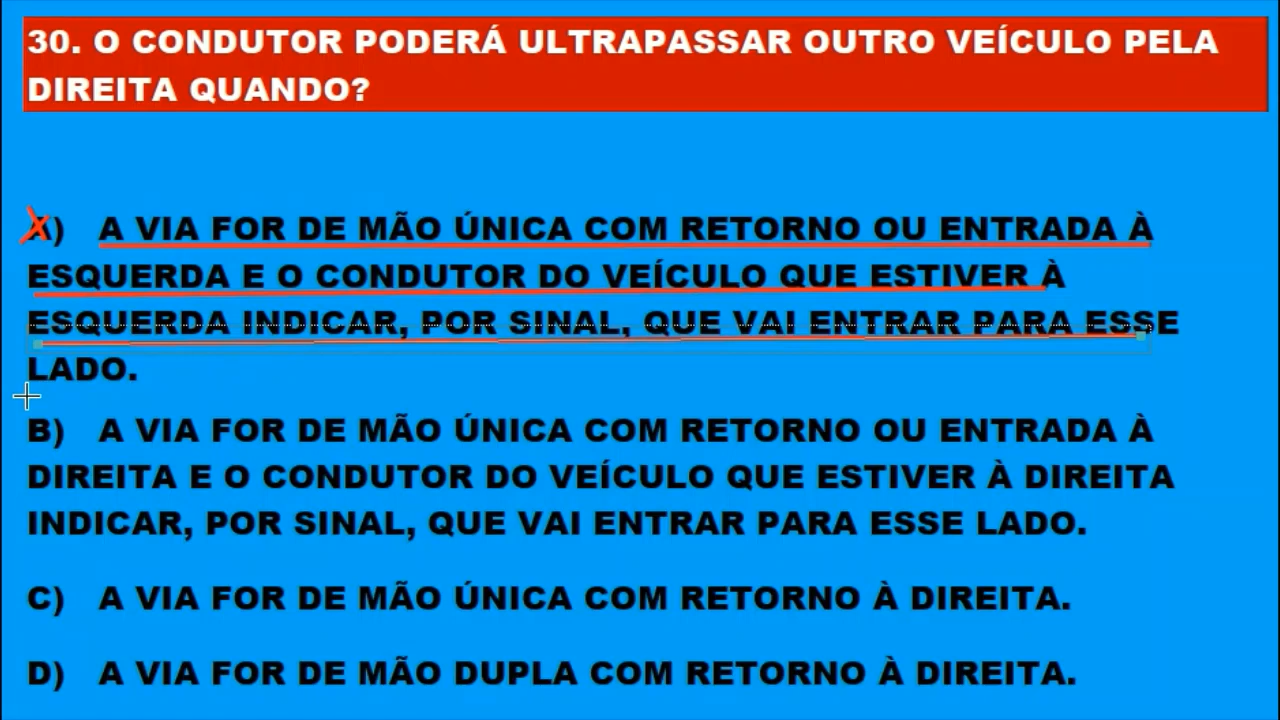 30. O CONDUTOR PODERÁ ULTRAPASSAR OUTRO VEÍCULO PELA
DIREITA QUANDO?
A) A VIA FOR DE MÃO ÚNICA COM RETORNO OU ENTRADA À
ESQUERDA E O CONDUTOR DO VEÍCULO QUE ESTIVER À
ESQUERDA INDICAR, POR SINAL, QUE VAI ENTRAR PARA ESSE
LADO.
B) A VIA FOR DE MÃO ÚNICA COM RETORNO OU ENTRADA À
DIREITA E O CONDUTOR DO VEÍCULO QUE ESTIVER À DIREITA
INDICAR, POR SINAL, QUE VAI ENTRAR PARA ESSE LADO.
C) A VIA FOR DE MÃO ÚNICA COM RETORNO À DIREITA.
D) A VIA FOR DE MÃO DUPLA COM RETORNO À DIREITA.